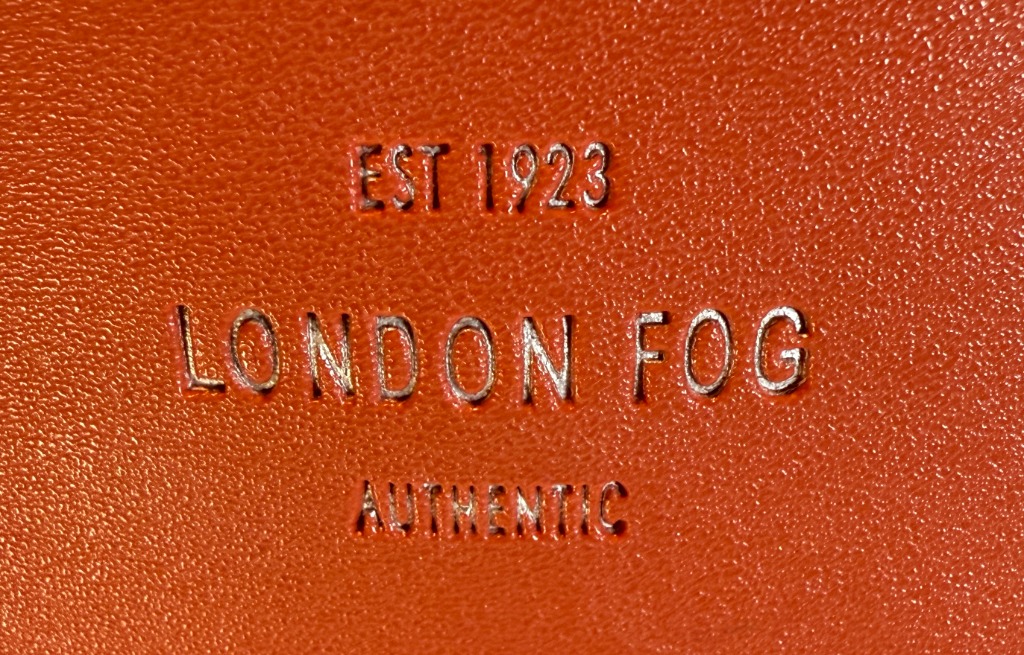 EST 1923
LONDON FOG
AUTHENTIC